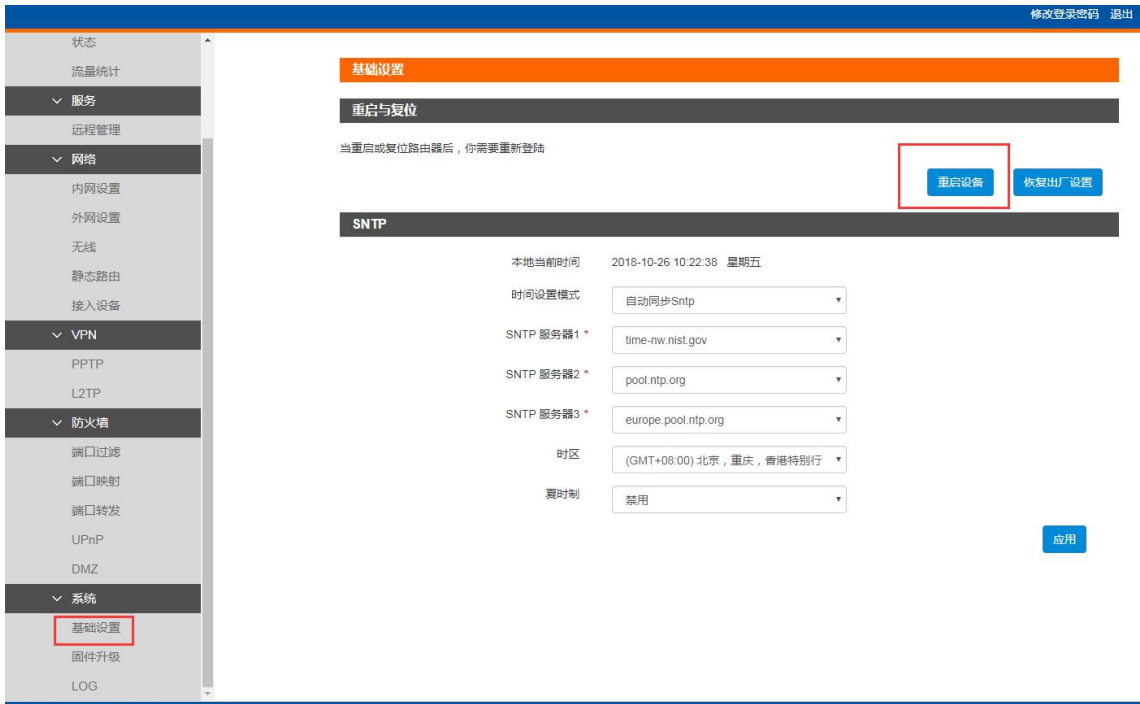 修改登录密码 退出
状态
流量统计
服务
远程管理
网络
内网设置
外网设置
无线
静态路由
接入设备
VPN
PPTP
L2TP
防火墙
端口过滤
端口映射
端口转发
UPnP
DMZ
系统
基础设置
固件升级
LOG
基础设置
重启与复位
当重启或复位路由器后，你需要重新登陆
重启设备 恢复出厂设置
SNTP
本地当前时间 2018-10-26 10:22:38 星期五
时间设置模式 自动同步Sntp
SNTP 服务器1 * time-nw.nist.gov
SNTP 服务器2 * pool.ntp.org
SNTP 服务器3 * europe.pool.ntp.org
时区 (GMT+08:00) 北京，重庆，香港特别行
夏时制 禁用
应用